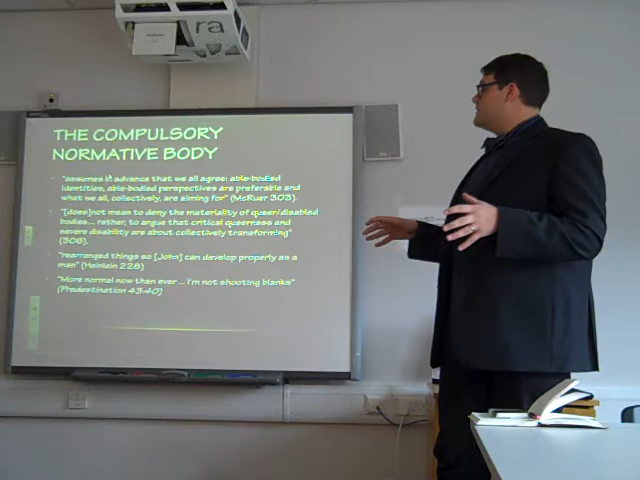 ra
THE COMPULSORY
NORMATIVE BODY
"assumes in advance that we all agree: able-bodied
identities, able-bodied perspectives are preferable and
what we all, collectively, are aiming for" (McRuer 303).
"[does]not mean to deny the materiality of queer/disabled
bodies... rather, to argue that critical queerness and
severe disability are about collectively transforming"
(306).
"rearranged things so [John] can develop properly as a
man" (Heinlein 228)
"More normal now than ever... I'm not shooting blanks"
(Predestination 43:40)